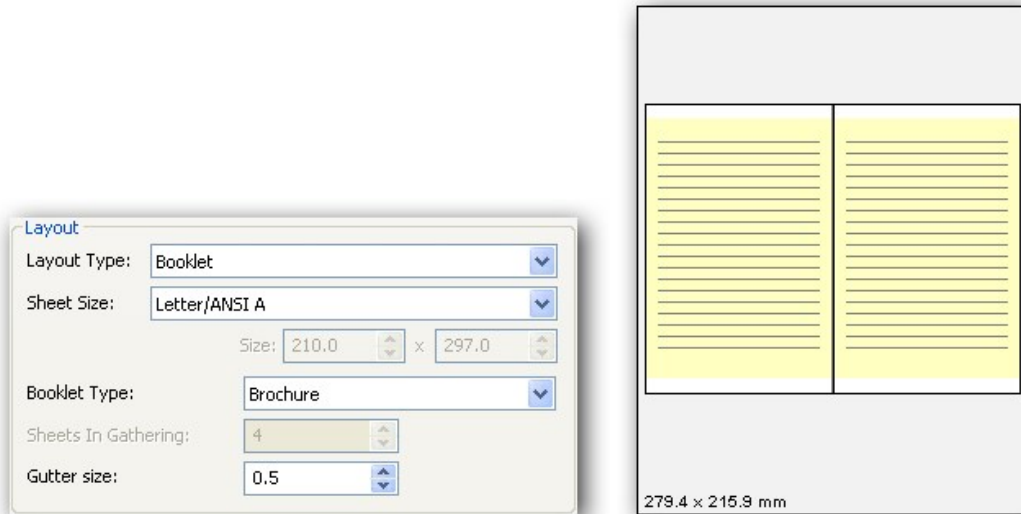 Layout
Layout Type: Booklet
Sheet Size: Letter/ANSI A
Size: 210.0 x 297.0
Booklet Type: Brochure
Sheets In Gathering: 4
Gutter size: 0.5
279.4 x 215.9 mm